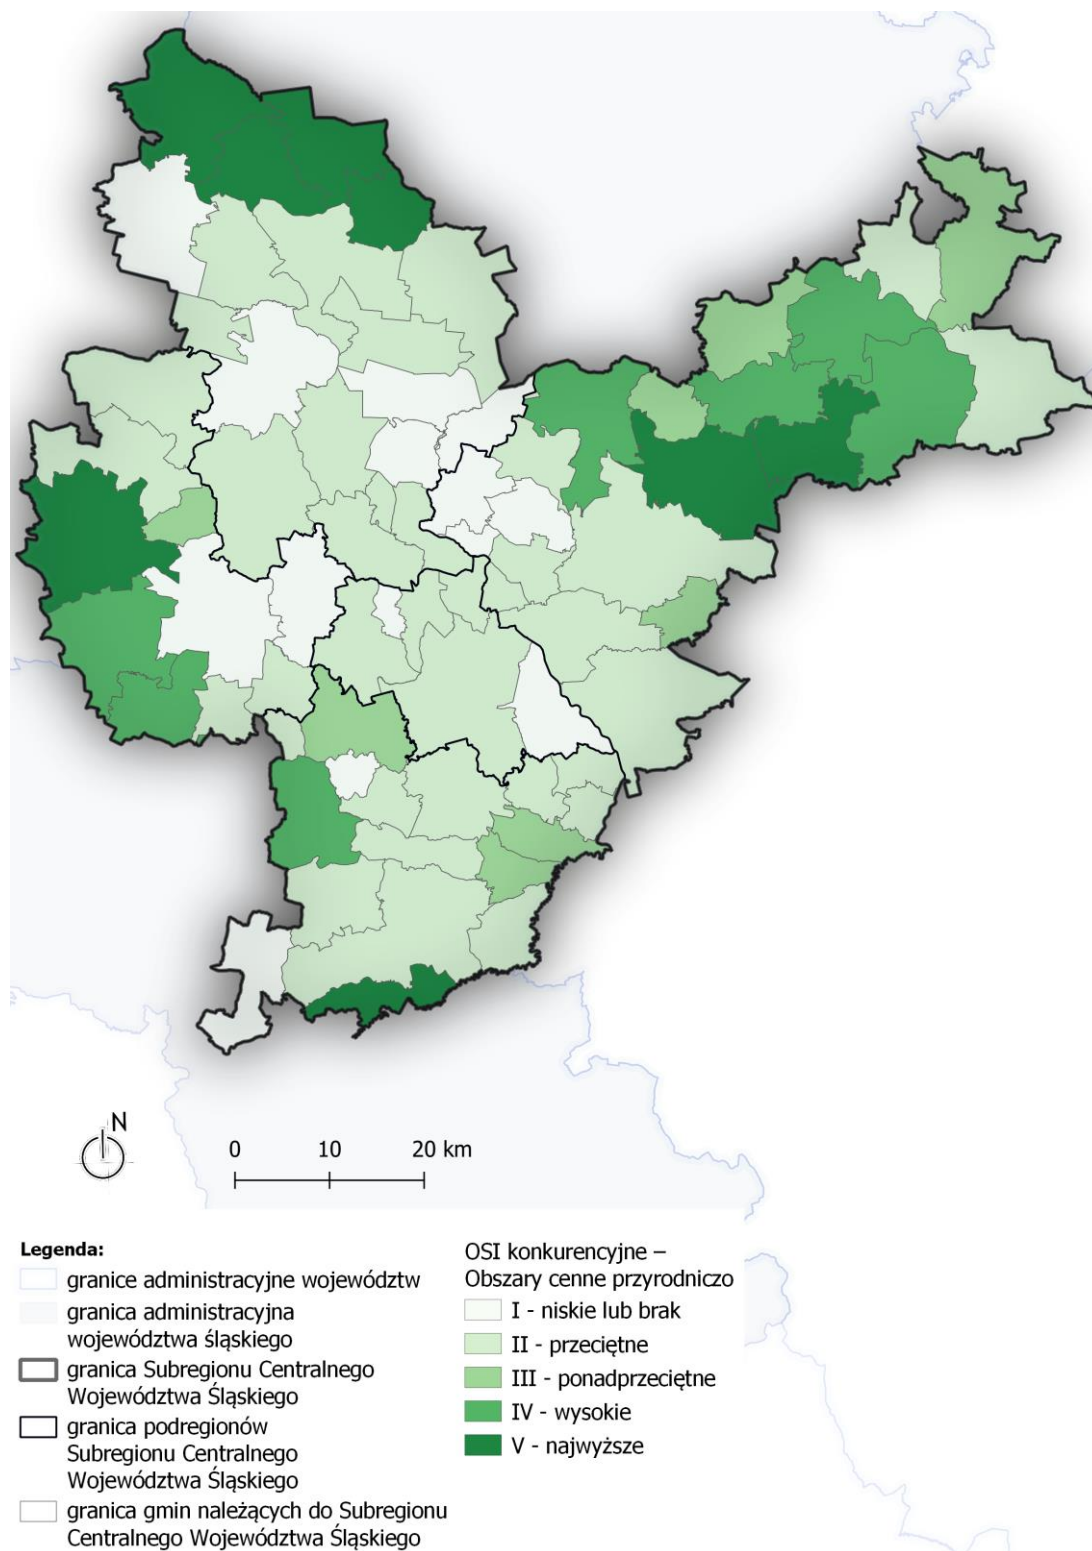 N
0 10 20 km
Legenda:
granice administracyjne województw
granica administracyjna
województwa śląskiego
granica Subregionu Centralnego
Województwa Śląskiego
granica podregionów
Subregionu Centralnego
Województwa Śląskiego
granica gmin należących do Subregionu
Centralnego Województwa Śląskiego
OSI konkurencyjne –
Obszary cenne przyrodniczo
I - niskie lub brak
II - przeciętne
III - ponadprzeciętne
IV - wysokie
V - najwyższe